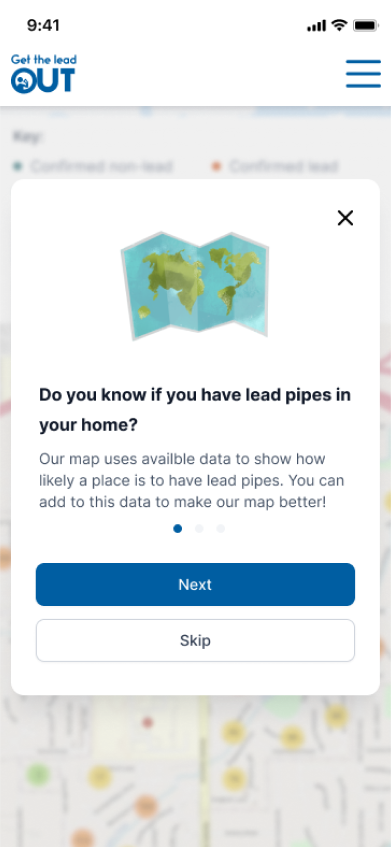 9:41
Get the lead
OUT
Key:
Confirmed non-lead Confirmed lead
Do you know if you have lead pipes in
your home?
Our map uses availble data to show how
likely a place is to have lead pipes. You can
add to this data to make our map better!
Next
Skip